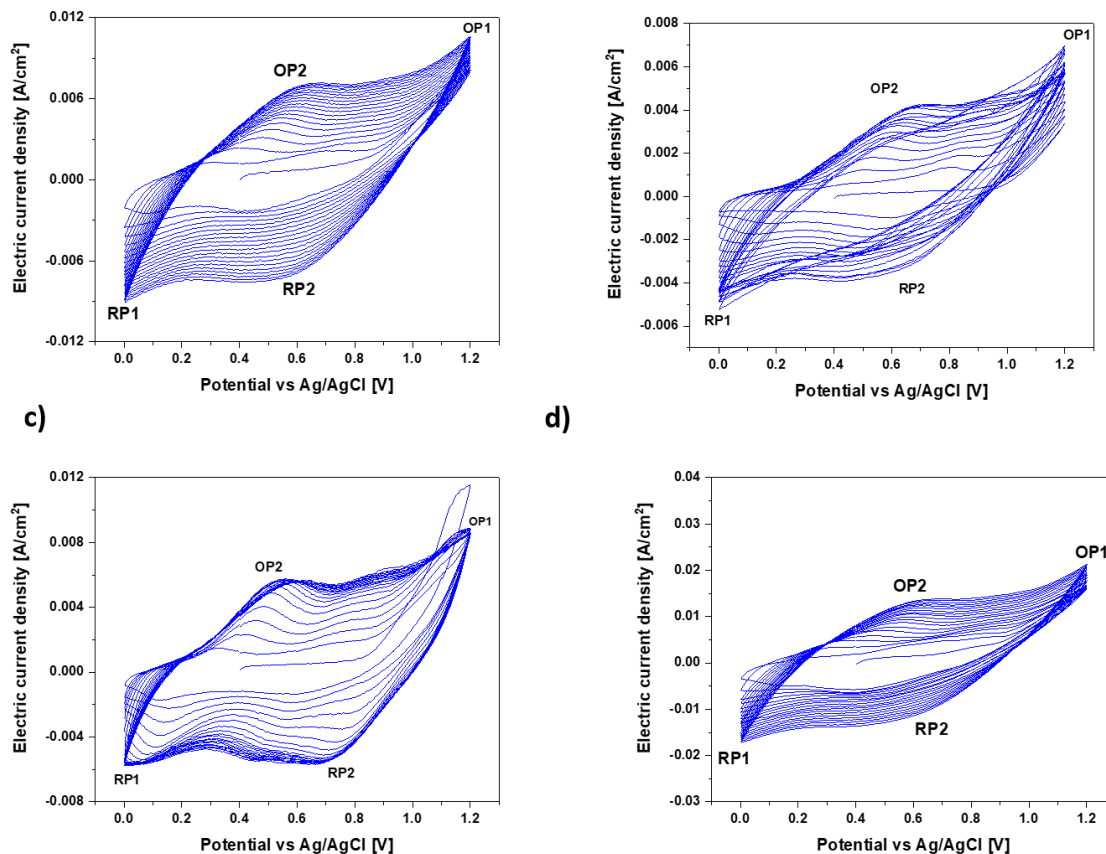 0.012
0.006
0.000
-0.006
-0.012
Electric current density [A/cm²]
OP1
OP2
RP2
RP1
0.0 0.2 0.4 0.6 0.8 1.0 1.2
Potential vs Ag/AgCl [V]
0.008
0.006
0.004
0.002
0.000
-0.002
-0.004
-0.006
Electric current density [A/cm²]
OP1
OP2
RP2
RP1
0.0 0.2 0.4 0.6 0.8 1.0 1.2
Potential vs Ag/AgCl [V]
c)
d)
0.012
0.008
0.004
0.000
-0.004
-0.008
Electric current density [A/cm²]
OP1
OP2
RP1
RP2
0.0 0.2 0.4 0.6 0.8 1.0 1.2
Potential vs Ag/AgCl [V]
0.04
0.03
0.02
0.01
0.00
-0.01
-0.02
-0.03
Electric current density [A/cm²]
OP1
OP2
RP2
RP1
0.0 0.2 0.4 0.6 0.8 1.0 1.2
Potential vs Ag/AgCl [V]